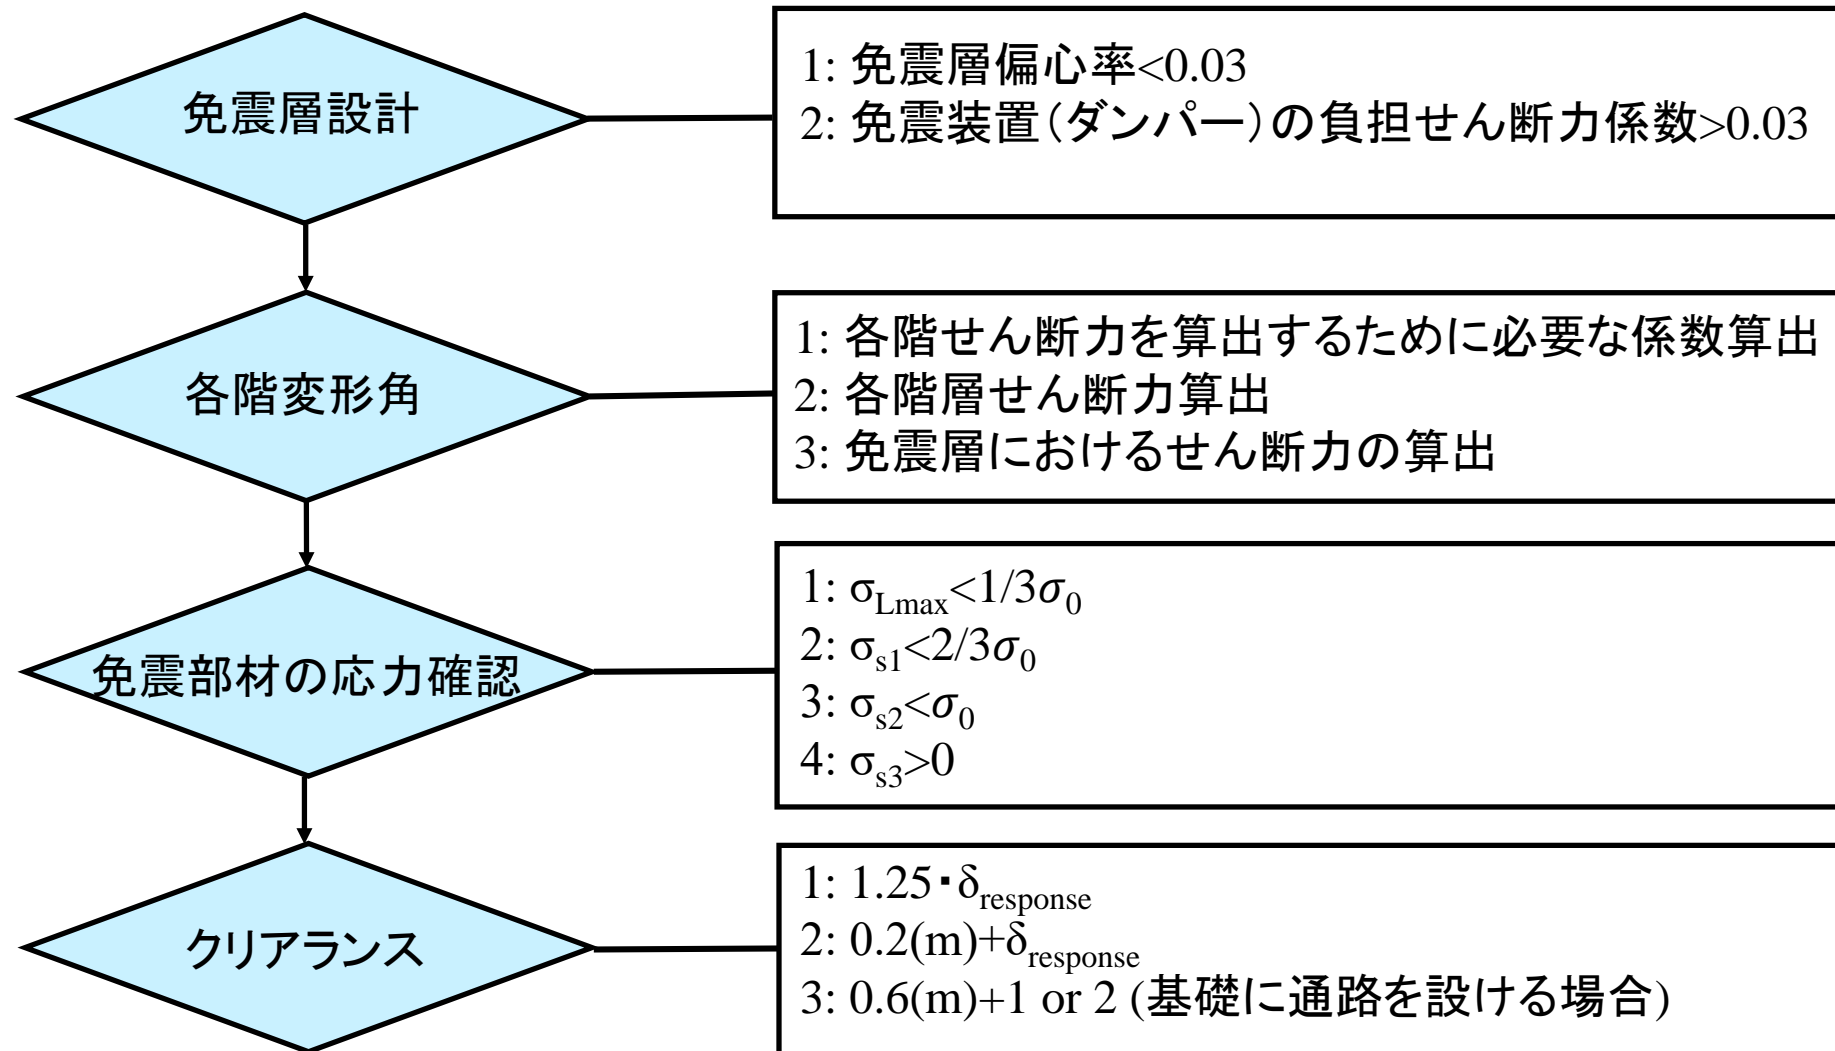 免震層設計
1: 免震層偏心率<0.03
2: 免震装置(ダンパー)の負担せん断力係数>0.03
各階変形角
1: 各階せん断力を算出するために必要な係数算出
2: 各階層せん断力算出
3: 免震層におけるせん断力の算出
免震部材の応力確認
1: σLmax<1/3σ0
2: σs1<2/3σ0
3: σs2<σ0
4: σs3>0
クリアランス
1: 1.25・δresponse
2: 0.2(m)+δresponse
3: 0.6(m)+1 or 2 (基礎に通路を設ける場合)